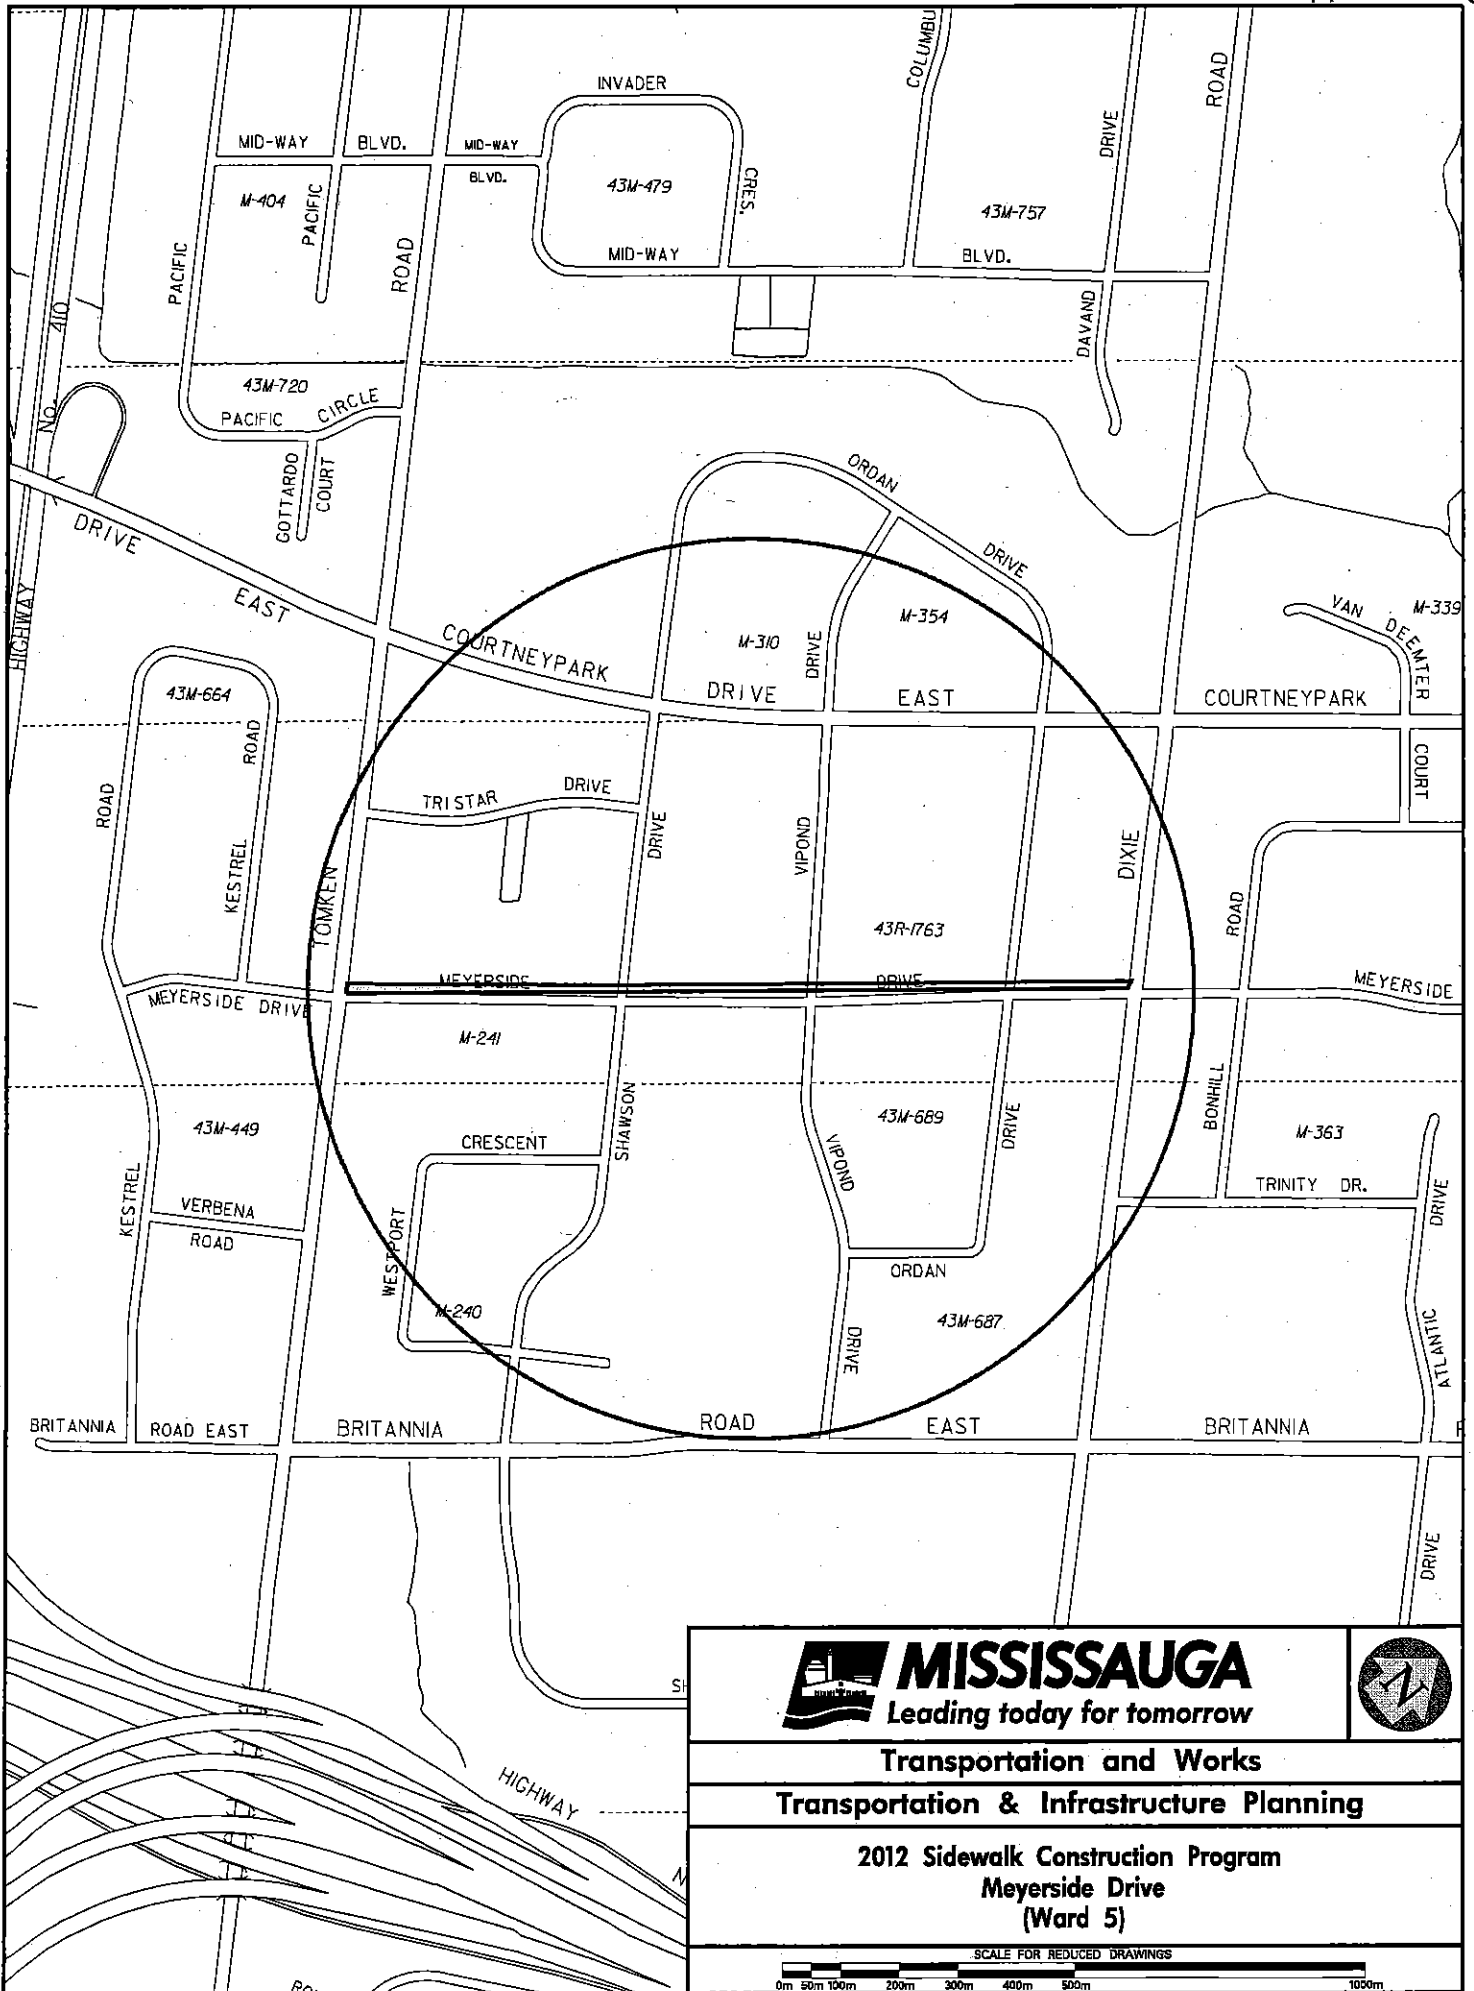 COLUMBU
ROAD
INVADER
DRIVE
MID-WAY
BLVD.
MID-WAY
BLVD.
43M-479
CRES.
M-404
PACIFIC
43M-757
PACIFIC
ROAD
MID-WAY
BLVD.
410
DAVAND
43M-720
PACIFIC
CIRCLE
No.
GOTTARDO
COURT
ORDAN
DRIVE
DRIVE
HIGHWAY
EAST
COURTNEYPARK
M-310
DRIVE
M-354
VAN
DEEMTER
M-339
43M-664
DRIVE
EAST
COURTNEYPARK
ROAD
COURT
ROAD
TRISTAR
DRIVE
DRIVE
VIPOND
DIXIE
KESTREL
TOMKEN
ROAD
43R-1763
MEYERSIDE
DRIVE
MEYERSIDE
MEYERSIDE DRIVE
M-241
43M-449
SHAWSON
43M-689
DRIVE
BONHILL
M-363
CRESCENT
VIPOND
KESTREL
VERBENA
ROAD
TRINITY DR.
DRIVE
WESTPORT
ORDAN
M-240
43M-687
DRIVE
ATLANTIC
BRITANNIA
ROAD EAST
BRITANNIA
ROAD
EAST
BRITANNIA
DRIVE
SH
HIGHWAY
N
MISSISSAUGA
Leading today for tomorrow
N
Transportation and Works
Transportation & Infrastructure Planning
2012 Sidewalk Construction Program
Meyerside Drive
(Ward 5)
SCALE FOR REDUCED DRAWINGS
0m 50m 100m 200m 300m 400m 500m 1000m